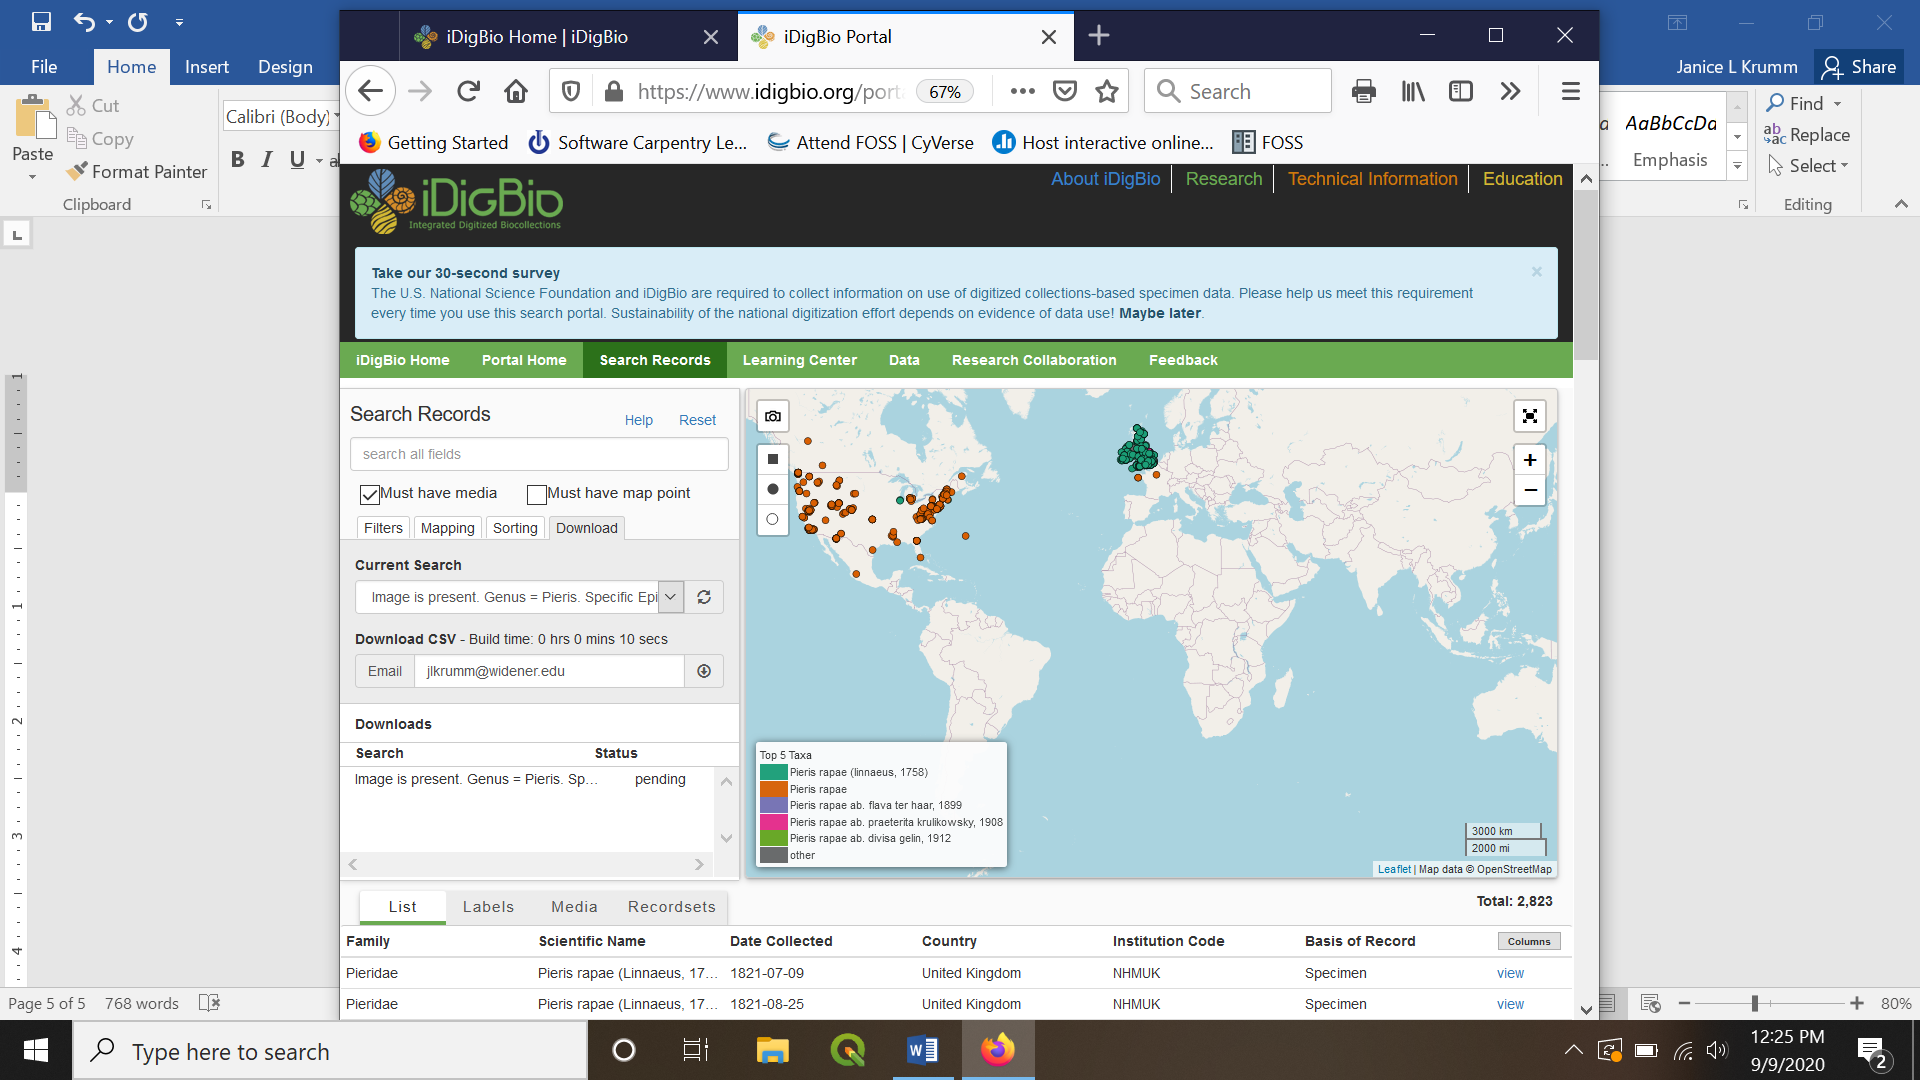 iDigBio Home | iDigBio
iDigBio Portal
File
Home
Insert
Design
Janice L Krumm
Share
https://www.idigbio.org/port
67%
Search
Cut
Copy
Paste
Format Painter
Clipboard
Calibri (Body)
B I U
AaBbCcDd
Emphasis
Find
Replace
Select
Editing
Getting Started
Software Carpentry Le...
Attend FOSS | CyVerse
Host interactive online...
FOSS
iDigBio
Integrated Digitized Biocollections
About iDigBio
Research
Technical Information
Education
Take our 30-second survey
The U.S. National Science Foundation and iDigBio are required to collect information on use of digitized collections-based specimen data. Please help us meet this requirement
every time you use this search portal. Sustainability of the national digitization effort depends on evidence of data use! Maybe later.
iDigBio Home
Portal Home
Search Records
Learning Center
Data
Research Collaboration
Feedback
Search Records
Help
Reset
search all fields
Must have media
Must have map point
Filters
Mapping
Sorting
Download
Current Search
Image is present. Genus = Pieris. Specific Epi
Download CSV - Build time: 0 hrs 0 mins 10 secs
Email
jlkrumm@widener.edu
Downloads
Search
Status
Image is present. Genus = Pieris. Sp...
pending
Top 5 Taxa
Pieris rapae (linnaeus, 1758)
Pieris rapae
Pieris rapae ab. flava ter haar, 1899
Pieris rapae ab. praeterita krulikowsky, 1908
Pieris rapae ab. divisa gelin, 1912
other
+
−
3000 km
2000 mi
Leaflet | Map data © OpenStreetMap
List
Labels
Media
Recordsets
Total: 2,823
Family
Scientific Name
Date Collected
Country
Institution Code
Basis of Record
Columns
Pieridae
Pieris rapae (Linnaeus, 17...
1821-07-09
United Kingdom
NHMUK
Specimen
view
Pieridae
Pieris rapae (Linnaeus, 17...
1821-08-25
United Kingdom
NHMUK
Specimen
view
Page 5 of 5
768 words
80%
Type here to search
12:25 PM
9/9/2020
2